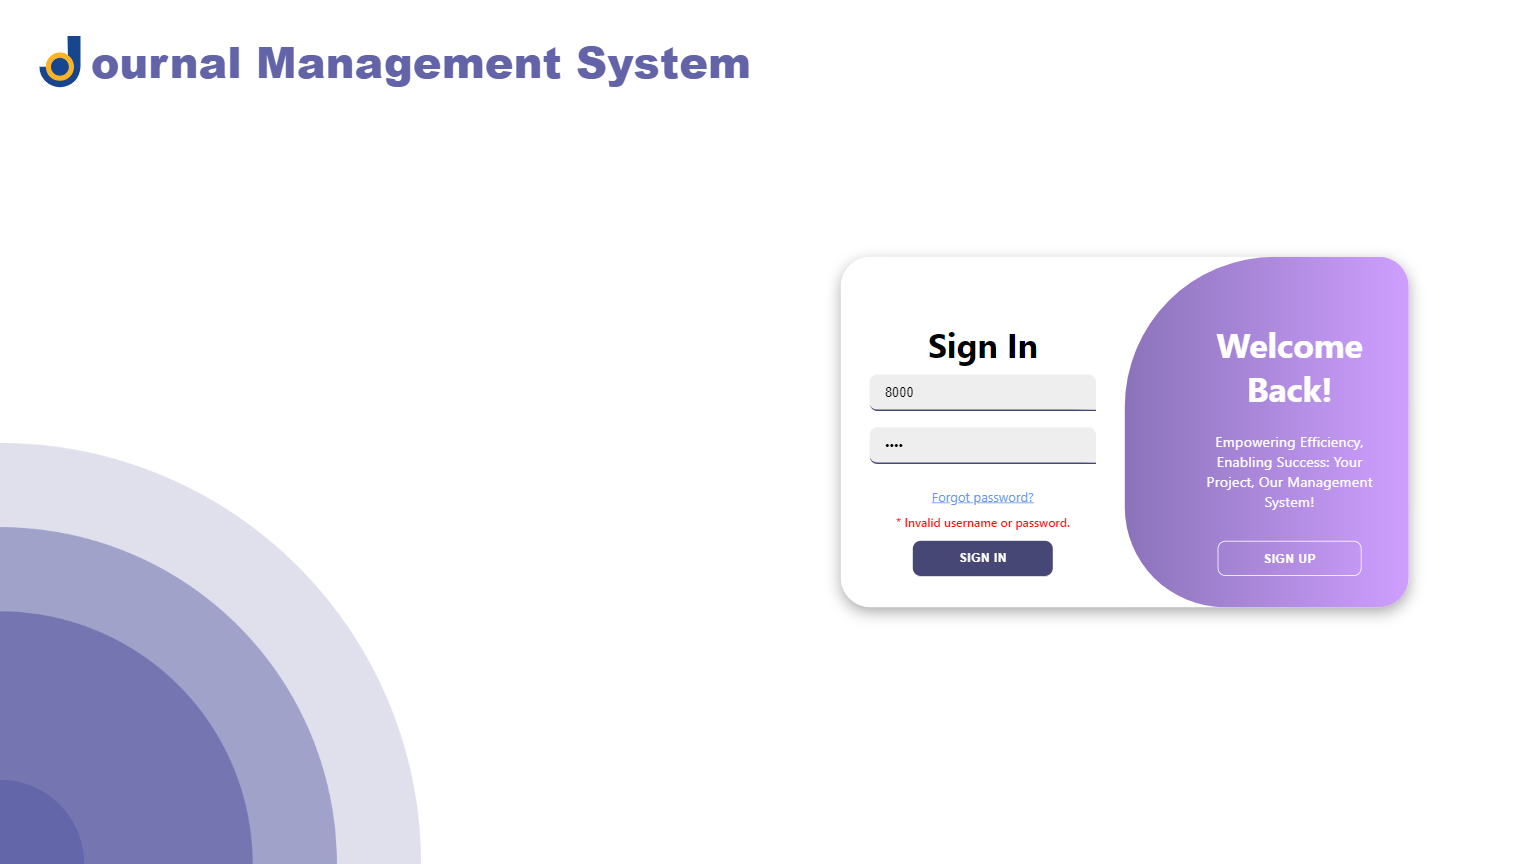 Journal Management System
Sign In
8000
••••
Forgot password?
* Invalid username or password.
SIGN IN
Welcome
Back!
Empowering Efficiency,
Enabling Success: Your
Project, Our Management
System!
SIGN UP